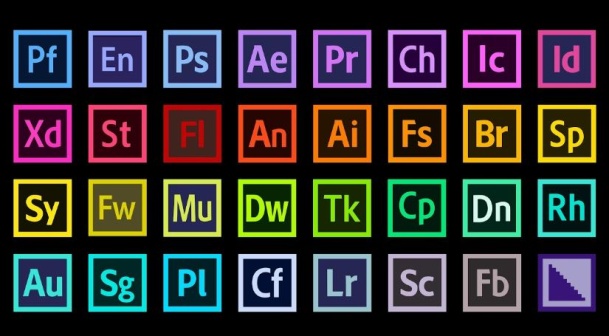 Pf En Ps Ae Pr Ch Ic Id
Xd St Fl An Ai Fs Br Sp
Sy Fw Mu Dw Tk Cp Dn Rh
Au Sg Pl Cf Lr Sc Fb